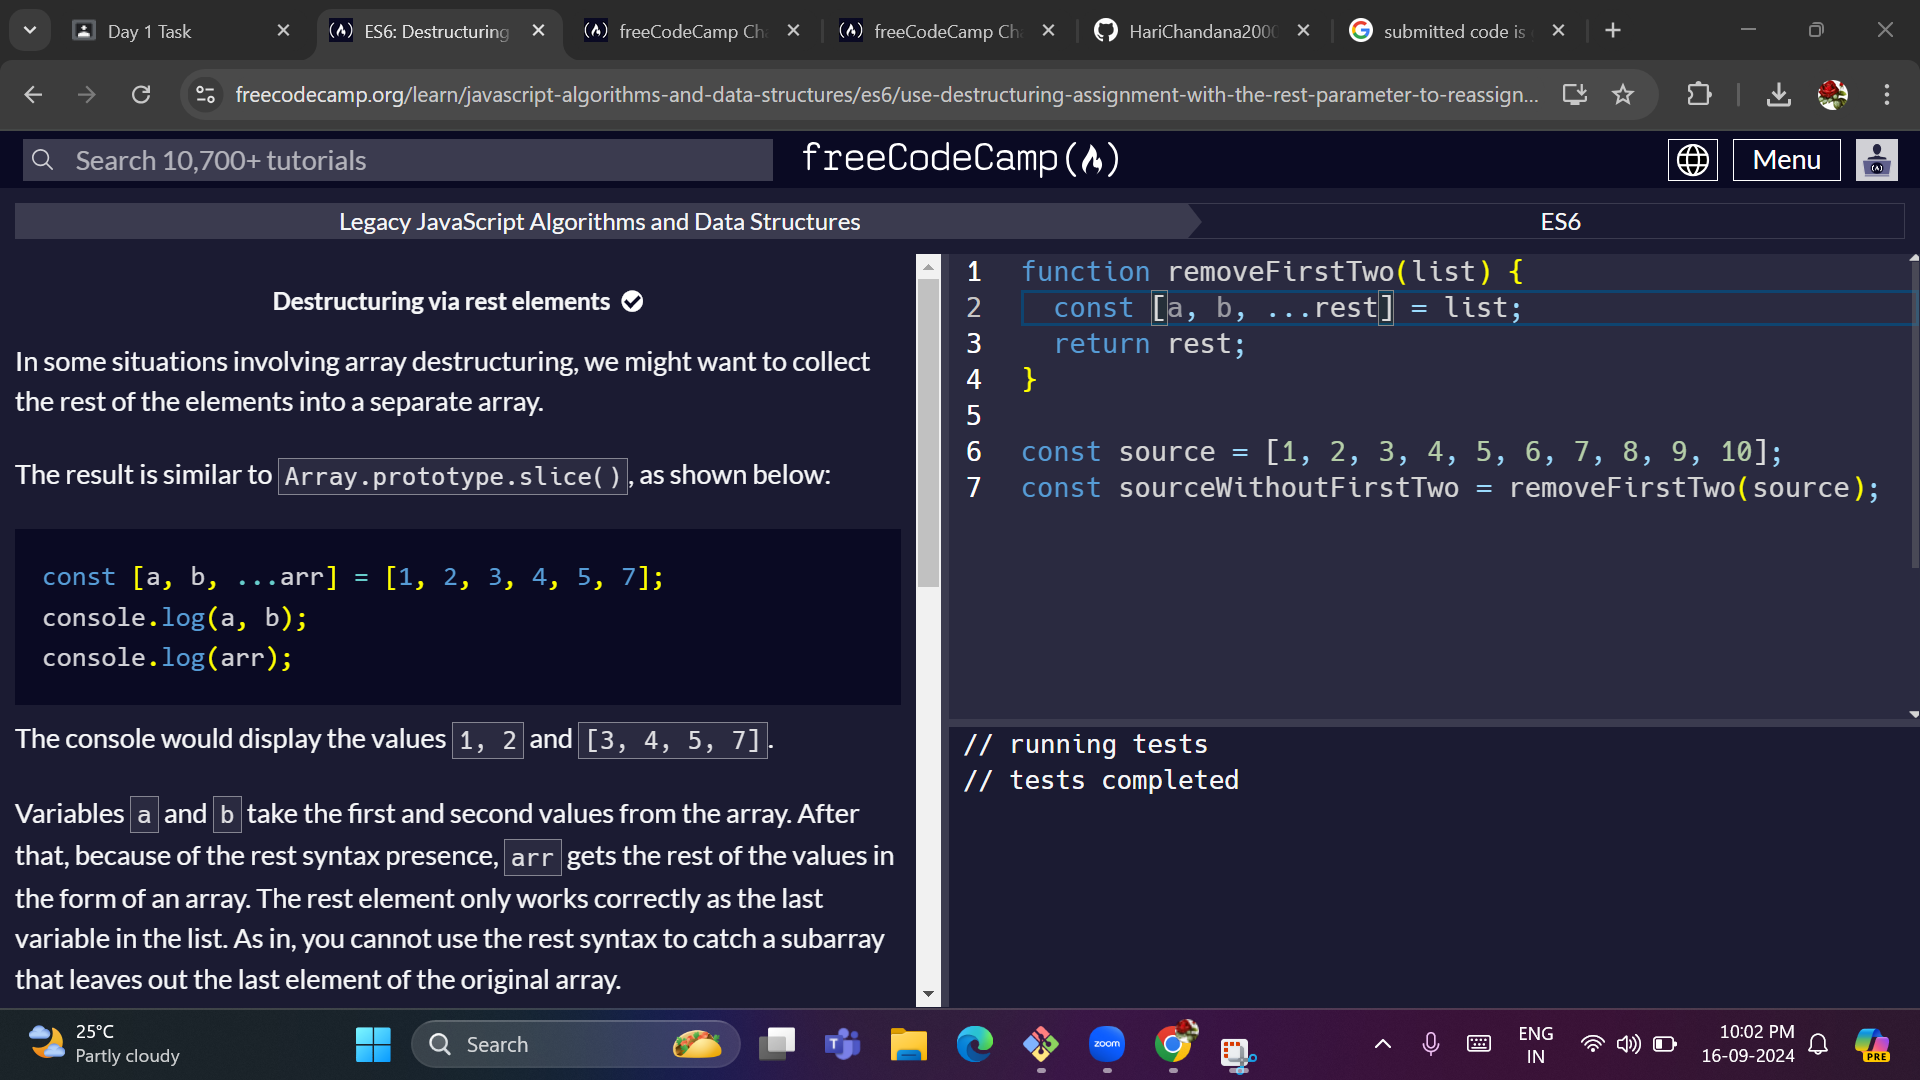 Day 1 Task
ES6: Destructuring
freeCodeCamp Ch
freeCodeCamp Ch
HariChandana2000
submitted code is
freecodecamp.org/learn/javascript-algorithms-and-data-structures/es6/use-destructuring-assignment-with-the-rest-parameter-to-reassign...
Search 10,700+ tutorials
freeCodeCamp(🔥)
Menu
Legacy JavaScript Algorithms and Data Structures
ES6
Destructuring via rest elements
In some situations involving array destructuring, we might want to collect
the rest of the elements into a separate array.
The result is similar to Array.prototype.slice(), as shown below:
const [a, b, ...arr] = [1, 2, 3, 4, 5, 7];
console.log(a, b);
console.log(arr);
The console would display the values 1, 2 and [3, 4, 5, 7].
Variables a and b take the first and second values from the array. After
that, because of the rest syntax presence, arr gets the rest of the values in
the form of an array. The rest element only works correctly as the last
variable in the list. As in, you cannot use the rest syntax to catch a subarray
that leaves out the last element of the original array.
1 function removeFirstTwo(list) {
2 const [a, b, ...rest] = list;
3 return rest;
4 }
5
6 const source = [1, 2, 3, 4, 5, 6, 7, 8, 9, 10];
7 const sourceWithoutFirstTwo = removeFirstTwo(source);
// running tests
// tests completed
25°C
Partly cloudy
Search
T
zoom
ENG
IN
10:02 PM
16-09-2024
PRE